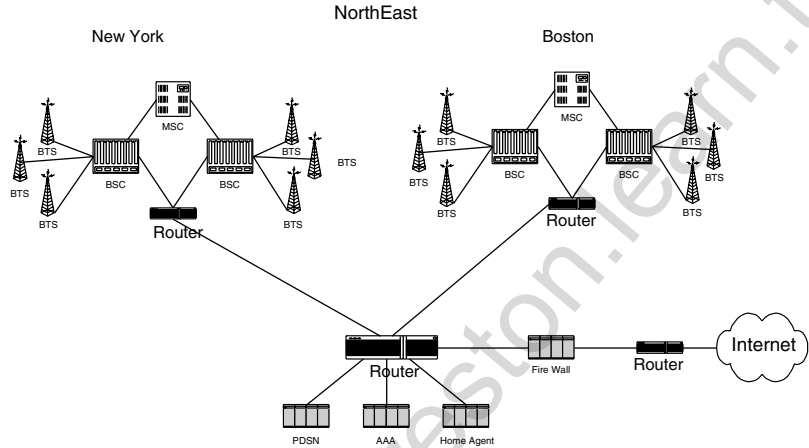 NorthEast
New York
Boston
MSC
MSC
BTS
BTS
BTS
BTS
BTS
BTS
BTS
BSC
BSC
BTS
BTS
BTS
BTS
BTS
BTS
BSC
BSC
Router
Router
Router
Fire Wall
Router
Internet
PDSN
AAA
Home Agent